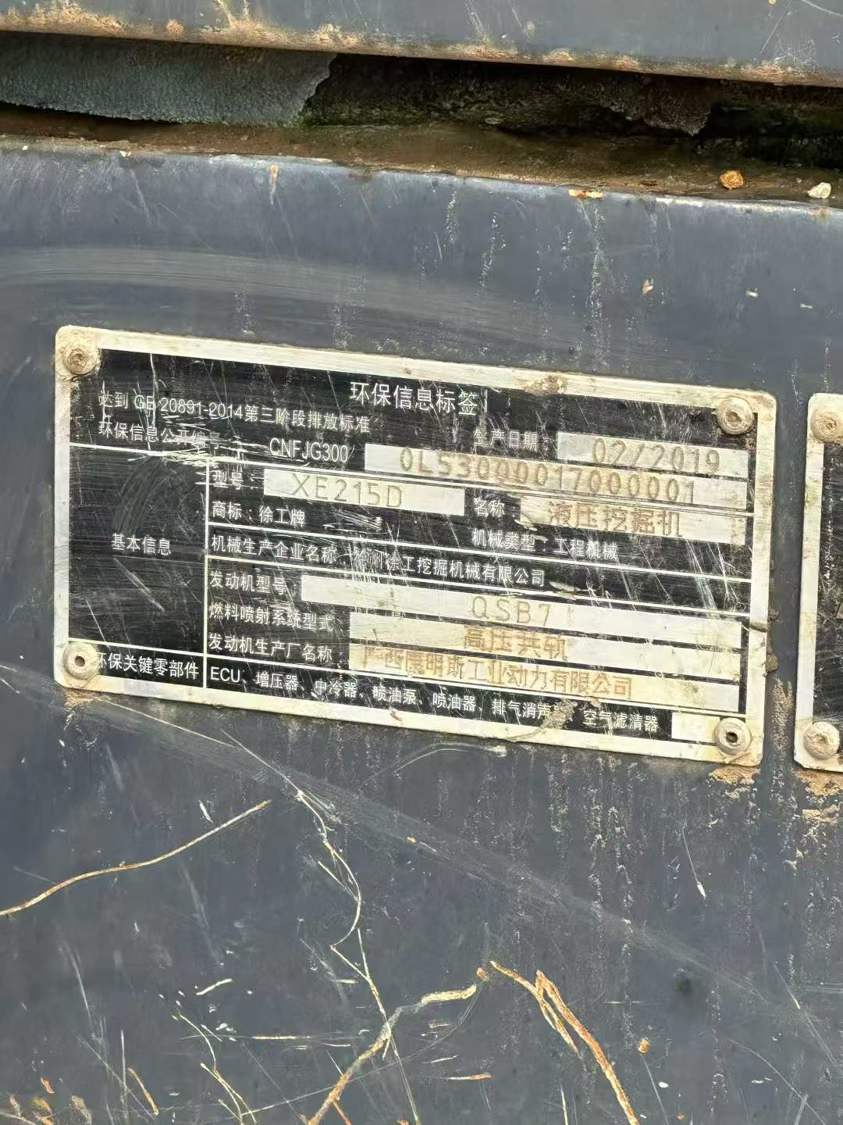 环保信息标签
达到 GB 20891-2014第三阶段排放标准
生产日期: 02/2019
环保信息公开编号: CNFJG300 0L53000017000001
基本信息
型号: XE215D 名称: 液压挖掘机
商标: 徐工牌 机械类型: 工程机械
机械生产企业名称: 徐州徐工挖掘机械有限公司
发动机型号: QSB7
燃料喷射系统型式: 高压共轨
发动机生产厂名称: 广西康明斯工业动力有限公司
环保关键零部件 ECU、增压器、中冷器、喷油泵、喷油器、排气消声器、空气滤清器